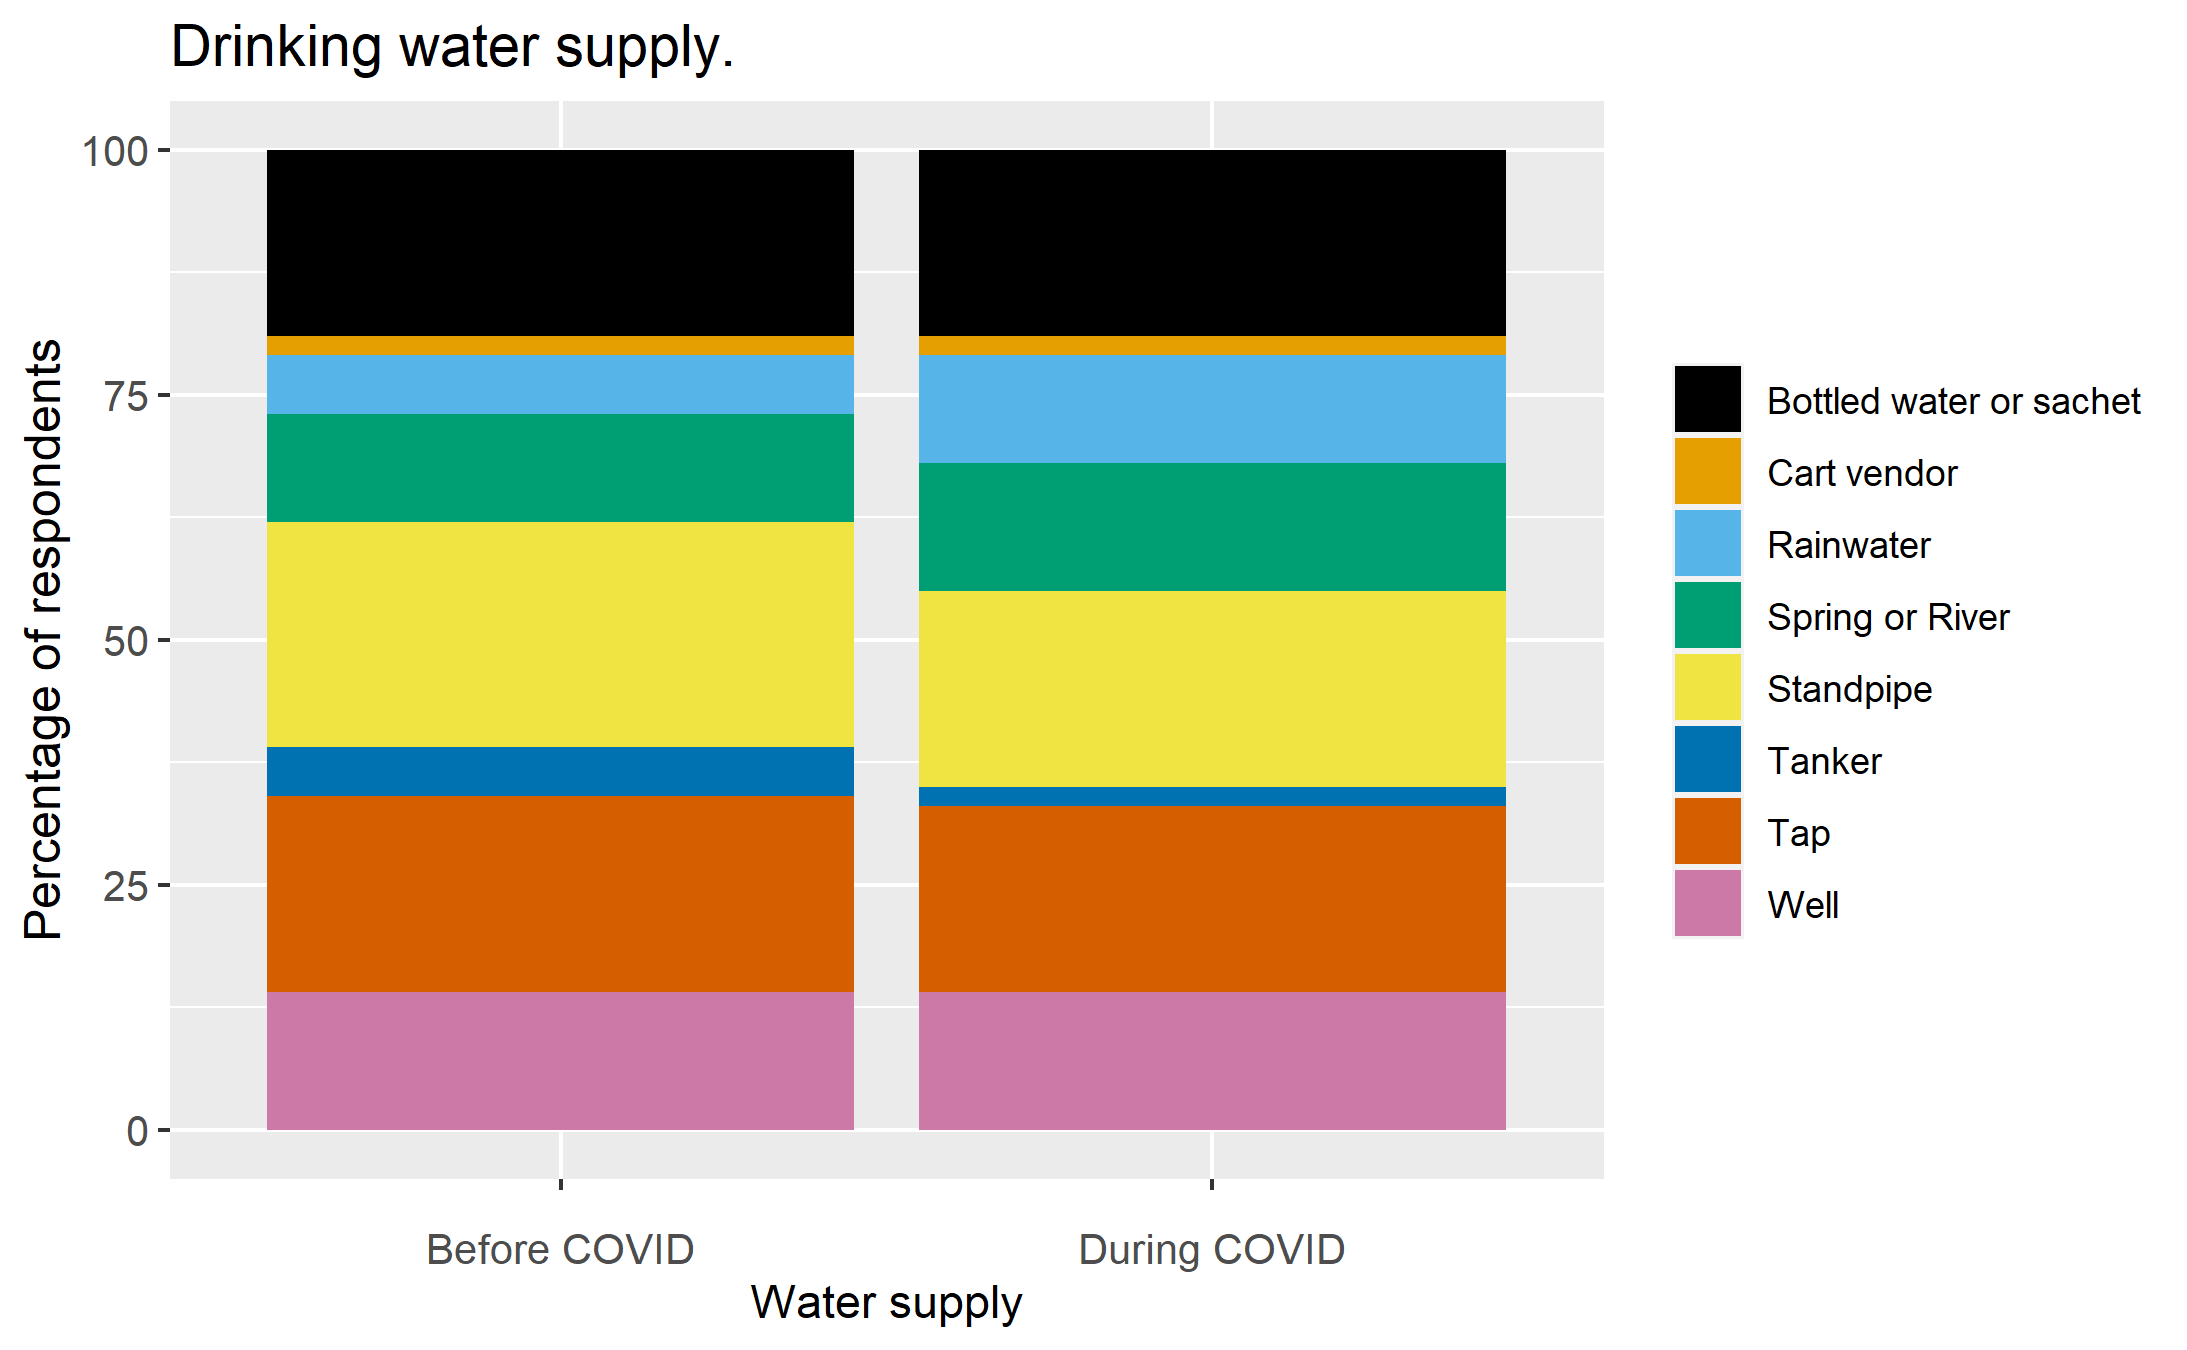 Drinking water supply.
Percentage of respondents
100
75
50
25
0
Before COVID
During COVID
Water supply
Bottled water or sachet
Cart vendor
Rainwater
Spring or River
Standpipe
Tanker
Tap
Well